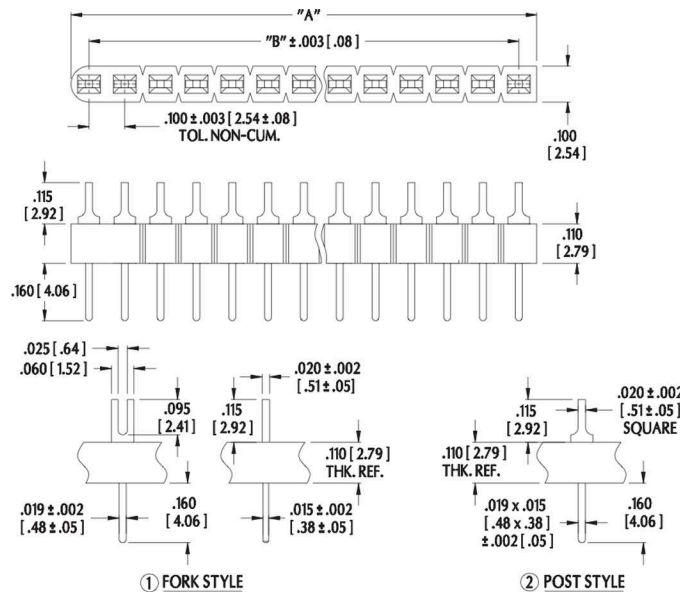 "A"
"B" ± .003 [ .08 ]
.100 ± .003 [ 2.54 ± .08 ]
TOL. NON-CUM.
.100
[ 2.54 ]
.115
[ 2.92 ]
.110
[ 2.79 ]
.160 [ 4.06 ]
.025 [ .64 ]
.060 [ 1.52 ]
.095
[ 2.41 ]
.019 ± .002
[ .48 ± .05 ]
.160
[ 4.06 ]
.020 ± .002
[ .51 ± .05 ]
.115
[ 2.92 ]
.110 [ 2.79 ]
THK. REF.
.015 ± .002
[ .38 ± .05 ]
① FORK STYLE
.020 ± .002
[ .51 ± .05 ]
SQUARE
.115
[ 2.92 ]
.110 [ 2.79 ]
THK. REF.
.019 x .015
[ .48 x .38 ]
± .002 [ .05 ]
.160
[ 4.06 ]
② POST STYLE